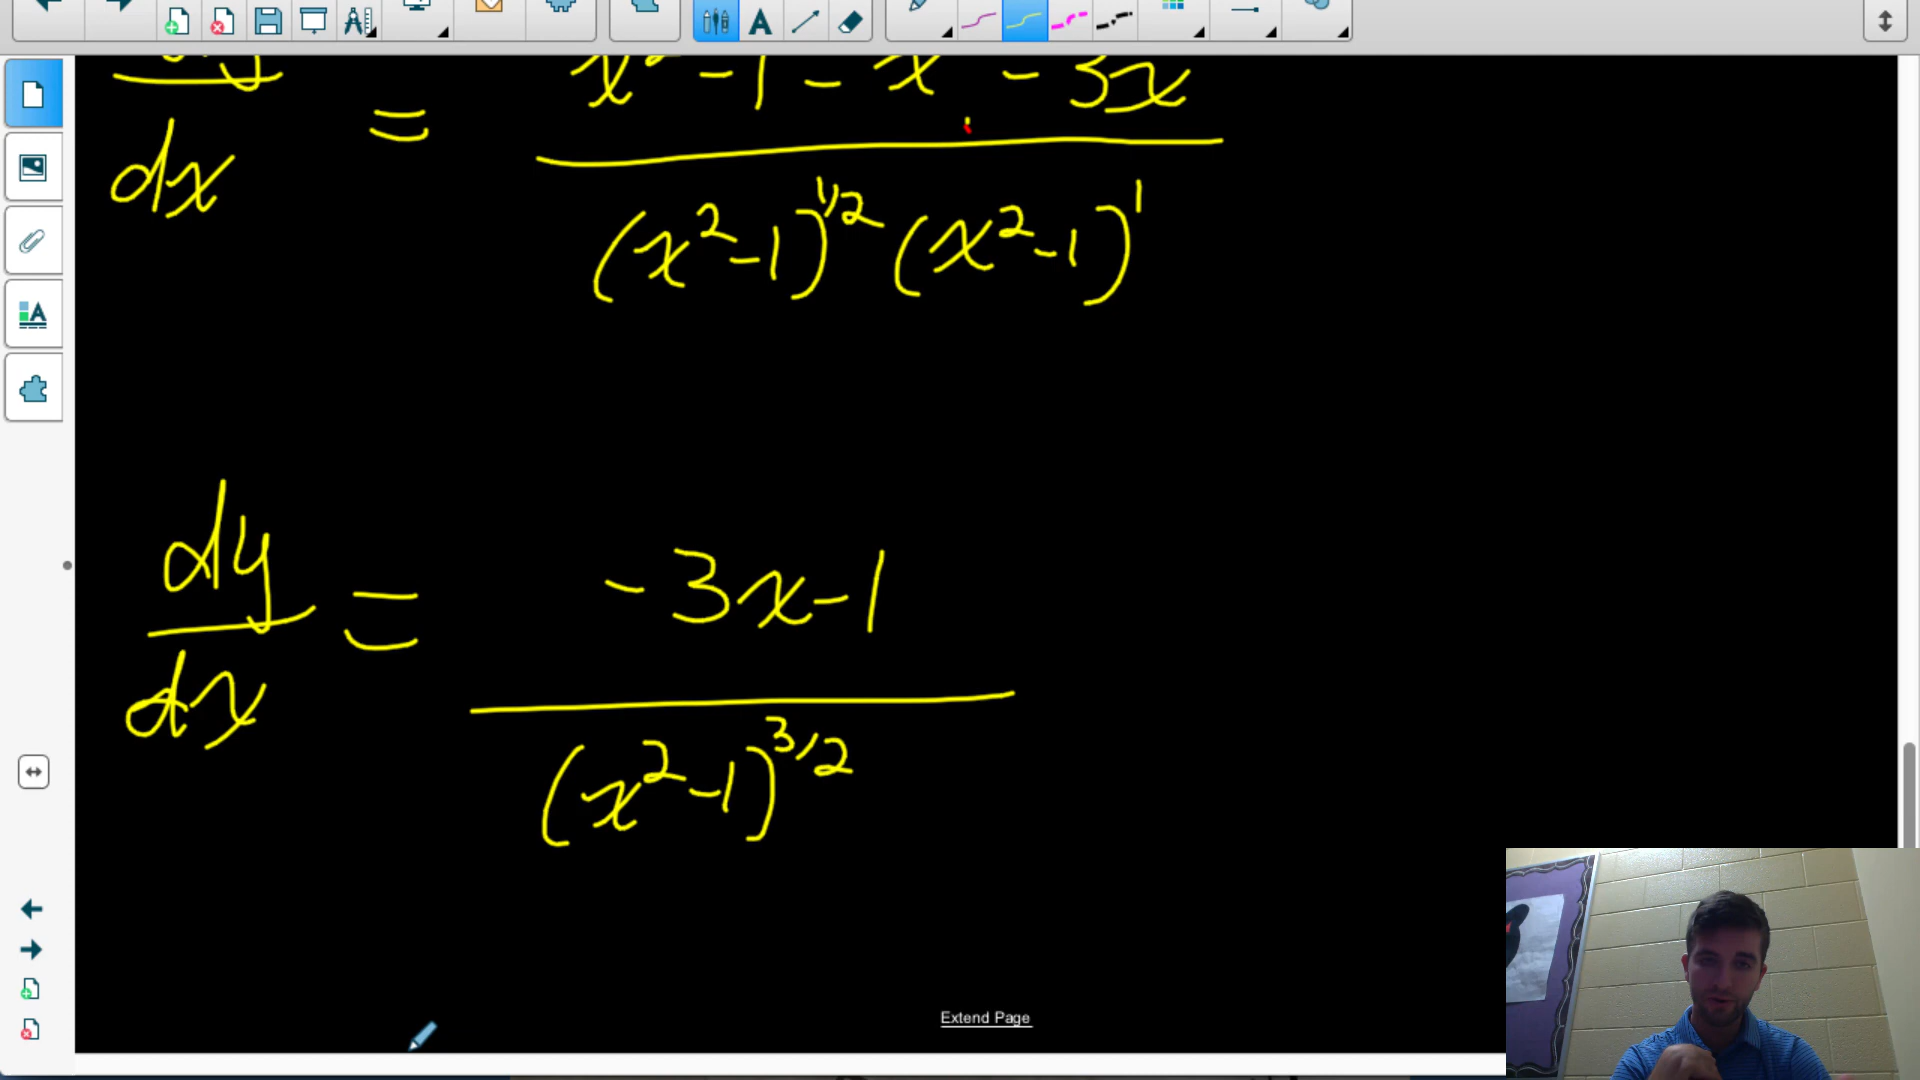 dy/dx = x² - 1 - x - 3x
(x²-1)^1/2 (x²-1)^1
dy/dx = -3x-1
(x²-1)^3/2
Extend Page